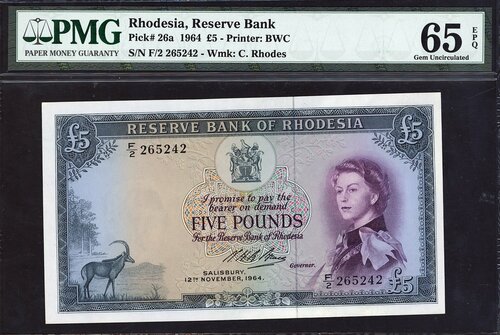 PMG
PAPER MONEY GUARANTY
Rhodesia, Reserve Bank
Pick# 26a 1964 £5 - Printer: BWC
S/N F/2 265242 - Wmk: C. Rhodes
65 EPQ
Gem Uncirculated
£5
RESERVE BANK OF RHODESIA
£5
F/2 265242
I promise to pay the
bearer on demand
FIVE POUNDS
For the Reserve Bank of Rhodesia
Governor.
SALISBURY,
12TH NOVEMBER, 1964.
F/2 265242
£5